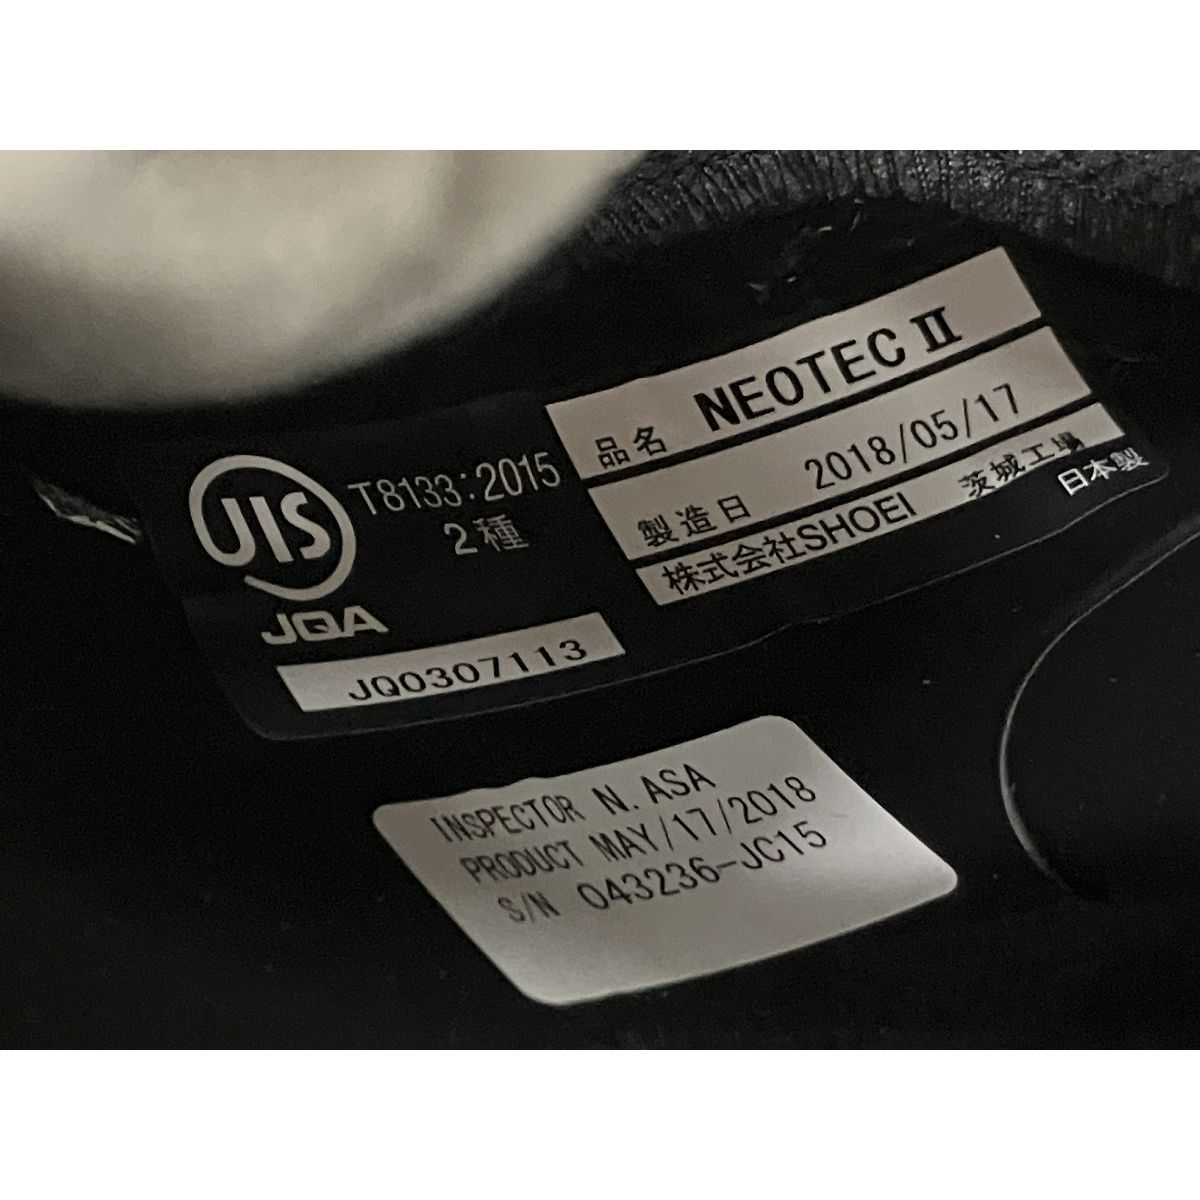 JIS
T8133:2015
2種
JQA
JQ0307113
品名 NEOTEC II
製造日 2018/05/17
株式会社SHOEI 茨城工場
日本製
INSPECTOR N. ASA
PRODUCT MAY/17/2018
S/N 043236-JC15